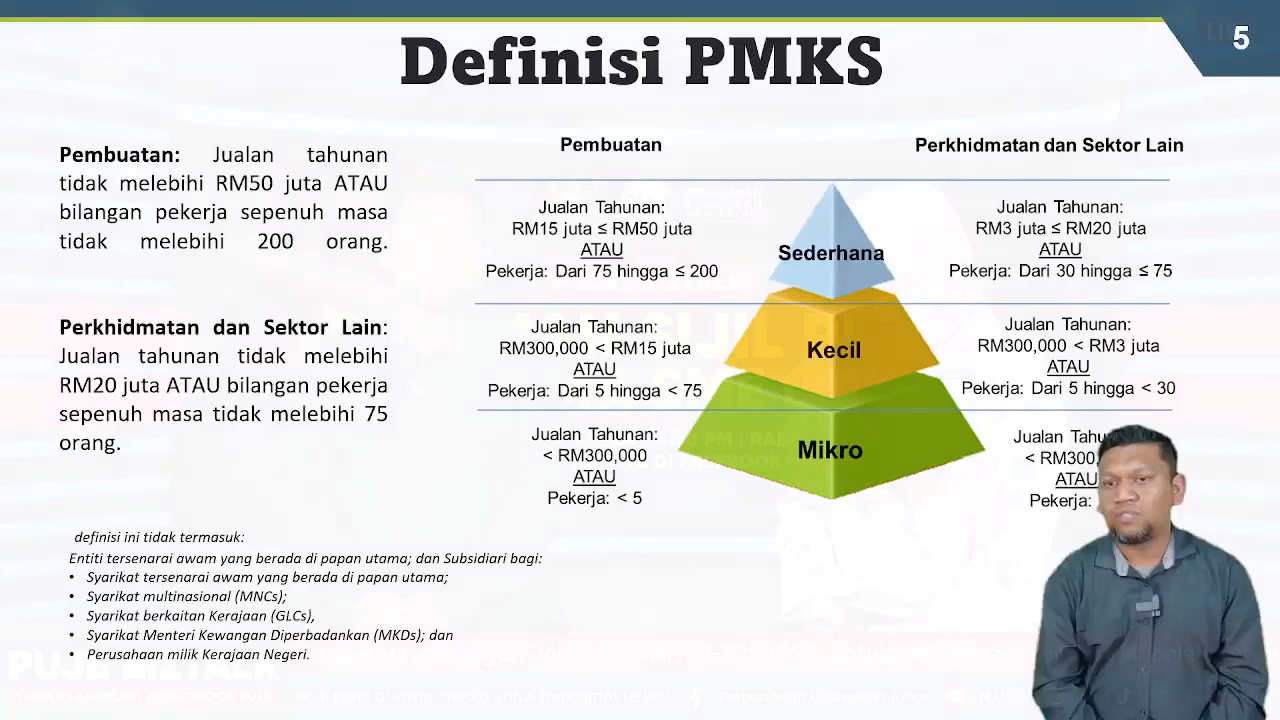 5
Definisi PMKS
Pembuatan: Jualan tahunan
tidak melebihi RM50 juta ATAU
bilangan pekerja sepenuh masa
tidak melebihi 200 orang.
Perkhidmatan dan Sektor Lain:
Jualan tahunan tidak melebihi
RM20 juta ATAU bilangan pekerja
sepenuh masa tidak melebihi 75
orang.
Pembuatan
Perkhidmatan dan Sektor Lain
Jualan Tahunan:
RM15 juta ≤ RM50 juta
ATAU
Pekerja: Dari 75 hingga ≤ 200
Sederhana
Jualan Tahunan:
RM3 juta ≤ RM20 juta
ATAU
Pekerja: Dari 30 hingga ≤ 75
Jualan Tahunan:
RM300,000 < RM15 juta
ATAU
Pekerja: Dari 5 hingga < 75
Kecil
Jualan Tahunan:
RM300,000 < RM3 juta
ATAU
Pekerja: Dari 5 hingga < 30
Jualan Tahunan:
< RM300,000
ATAU
Pekerja: < 5
Mikro
Jualan
< RM300,
ATAU
Pekerja:
definisi ini tidak termasuk:
Entiti tersenarai awam yang berada di papan utama; dan Subsidiari bagi:
• Syarikat tersenarai awam yang berada di papan utama;
• Syarikat multinasional (MNCs);
• Syarikat berkaitan Kerajaan (GLCs),
• Syarikat Menteri Kewangan Diperbadankan (MKDs); dan
• Perusahaan milik Kerajaan Negeri.
PUJB BIZTALK